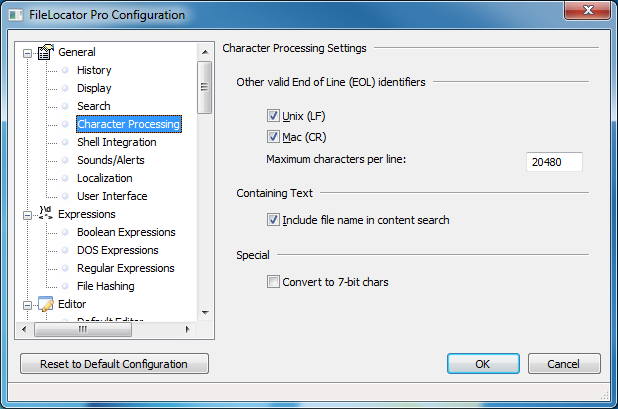 FileLocator Pro Configuration
General
History
Display
Search
Character Processing
Shell Integration
Sounds/Alerts
Localization
User Interface
Expressions
Boolean Expressions
DOS Expressions
Regular Expressions
File Hashing
Editor
Default Editor
Character Processing Settings
Other valid End of Line (EOL) identifiers
Unix (LF)
Mac (CR)
Maximum characters per line: 20480
Containing Text
Include file name in content search
Special
Convert to 7-bit chars
Reset to Default Configuration
OK
Cancel